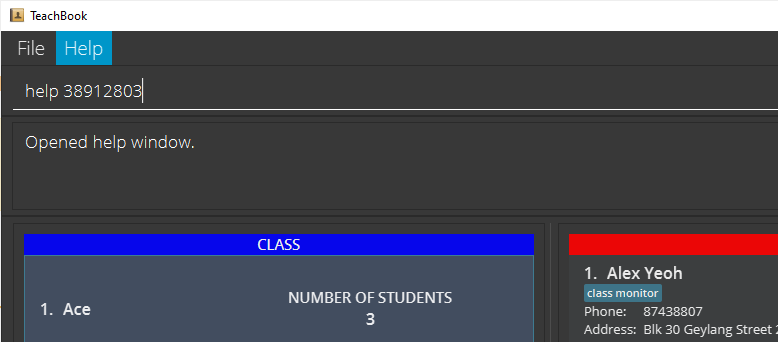 TeachBook
File Help
help 38912803
Opened help window.
CLASS
1. Ace
NUMBER OF STUDENTS
3
1. Alex Yeoh
class monitor
Phone: 87438807
Address: Blk 30 Geylang Street 2